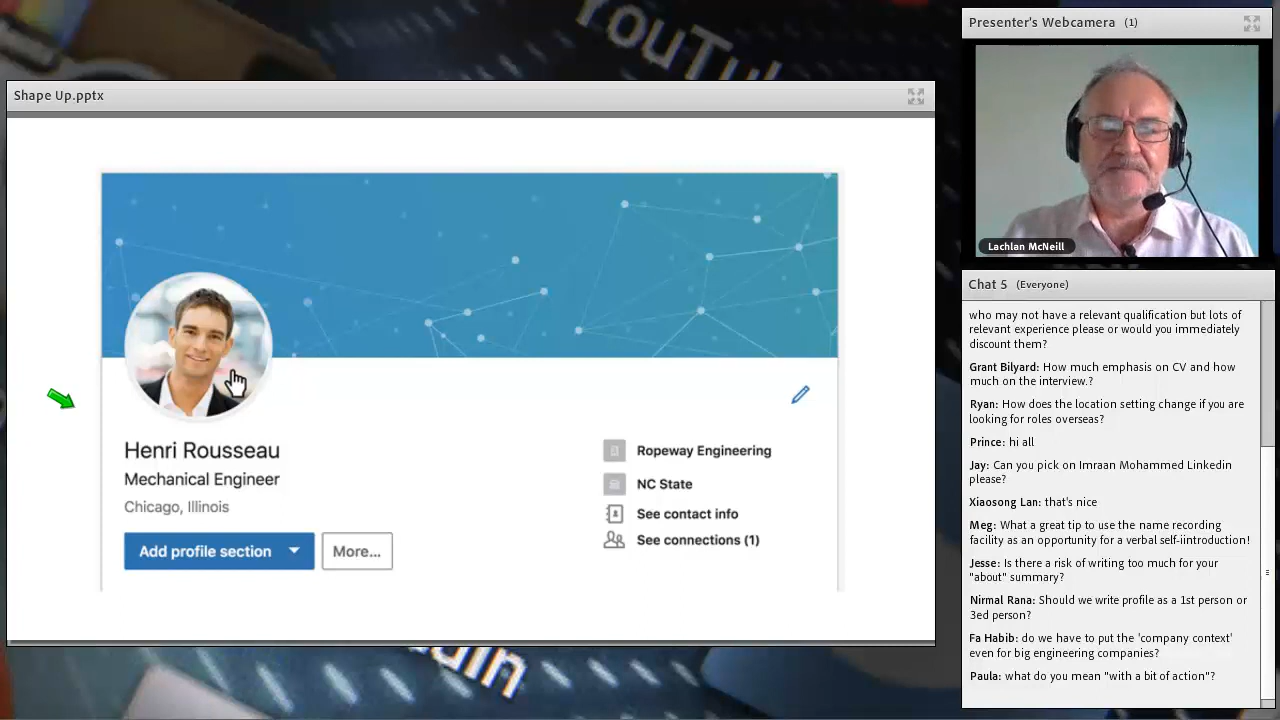 YouTu
Shape Up.pptx
Henri Rousseau
Mechanical Engineer
Chicago, Illinois
Add profile section
More...
Ropeway Engineering
NC State
See contact info
See connections (1)
Presenter's Webcamera (1)
Lachlan McNeill
Chat 5 (Everyone)
who may not have a relevant qualification but lots of
relevant experience please or would you immediately
discount them?
Grant Bilyard: How much emphasis on CV and how
much on the interview.?
Ryan: How does the location setting change if you are
looking for roles overseas?
Prince: hi all
Jay: Can you pick on Imraan Mohammed Linkedin
please?
Xiaosong Lan: that's nice
Meg: What a great tip to use the name recording
facility as an opportunity for a verbal self-iintroduction!
Jesse: Is there a risk of writing too much for your
"about" summary?
Nirmal Rana: Should we write profile as a 1st person or
3ed person?
Fa Habib: do we have to put the 'company context'
even for big engineering companies?
Paula: what do you mean "with a bit of action"?